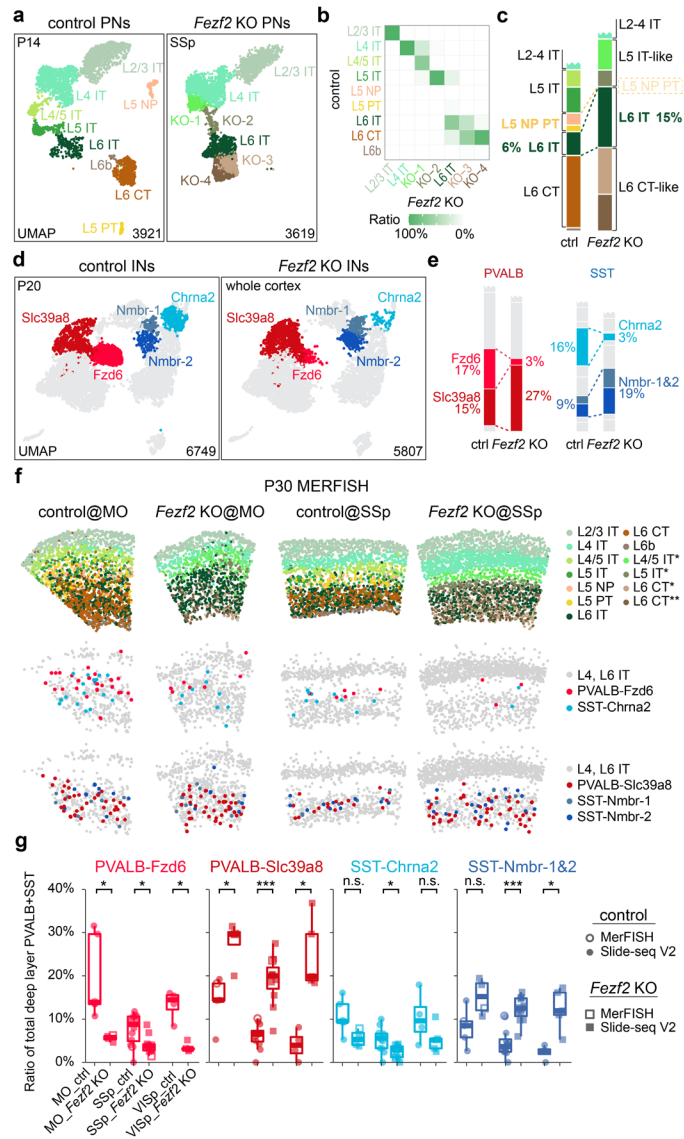 a
control PNs
Fezf2 KO PNs
P14
L2/3 IT
L4 IT
L5 NP
L4/5 IT
L5 IT
L6 IT
L6b
L6 CT
L5 PT
UMAP
3921
SSp
L2/3 IT
L4 IT
KO-1
KO-2
L6 IT
KO-3
KO-4
3619
b
control
L2/3 IT
L4 IT
L4/5 IT
L5 IT
L5 NP
L5 PT
L6 IT
L6 CT
L6b
L2/3 IT
L4 IT
KO-1
KO-2
L6 IT
KO-3
KO-4
Fezf2 KO
Ratio
100%
0%
c
L2-4 IT
L5 IT
L5 NP PT
6% L6 IT
L6 CT
L2-4 IT
L5 IT-like
L5 NP PT
L6 IT 15%
L6 CT-like
ctrl
Fezf2 KO
d
control INs
Fezf2 KO INs
P20
Slc39a8
Fzd6
Nmbr-1
Chrna2
Nmbr-2
UMAP
6749
whole cortex
Slc39a8
Fzd6
Nmbr-1
Chrna2
Nmbr-2
5807
e
PVALB
SST
Fzd6
17%
3%
Slc39a8
15%
27%
16%
Chrna2
3%
Nmbr-1&2
9%
19%
ctrl Fezf2 KO
ctrl Fezf2 KO
f
P30 MERFISH
control@MO
Fezf2 KO@MO
control@SSp
Fezf2 KO@SSp
L2/3 IT
L6 CT
L4 IT
L6b
L4/5 IT
L4/5 IT*
L5 IT
L5 IT*
L5 NP
L6 CT*
L5 PT
L6 CT**
L6 IT
L4, L6 IT
PVALB-Fzd6
SST-Chrna2
L4, L6 IT
PVALB-Slc39a8
SST-Nmbr-1
SST-Nmbr-2
g
PVALB-Fzd6
PVALB-Slc39a8
SST-Chrna2
SST-Nmbr-1&2
Ratio of total deep layer PVALB+SST
40%
30%
20%
10%
0%
* * *
* *** *
n.s. * n.s.
n.s. *** *
MO_ctrl
MO_Fezf2 KO
SSp_ctrl
SSp_Fezf2 KO
VISp_ctrl
VISp_Fezf2 KO
control
MerFISH
Slide-seq V2
Fezf2 KO
MerFISH
Slide-seq V2